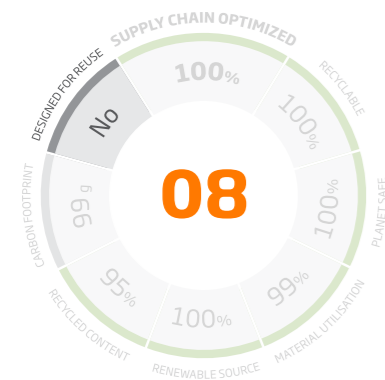 SUPPLY CHAIN OPTIMIZED
100%
RECYCLABLE
100%
PLANET SAFE
100%
MATERIAL UTILISATION
99%
RENEWABLE SOURCE
100%
RECYCLED CONTENT
95%
CARBON FOOTPRINT
66 g
DESIGNED FOR REUSE
No
08